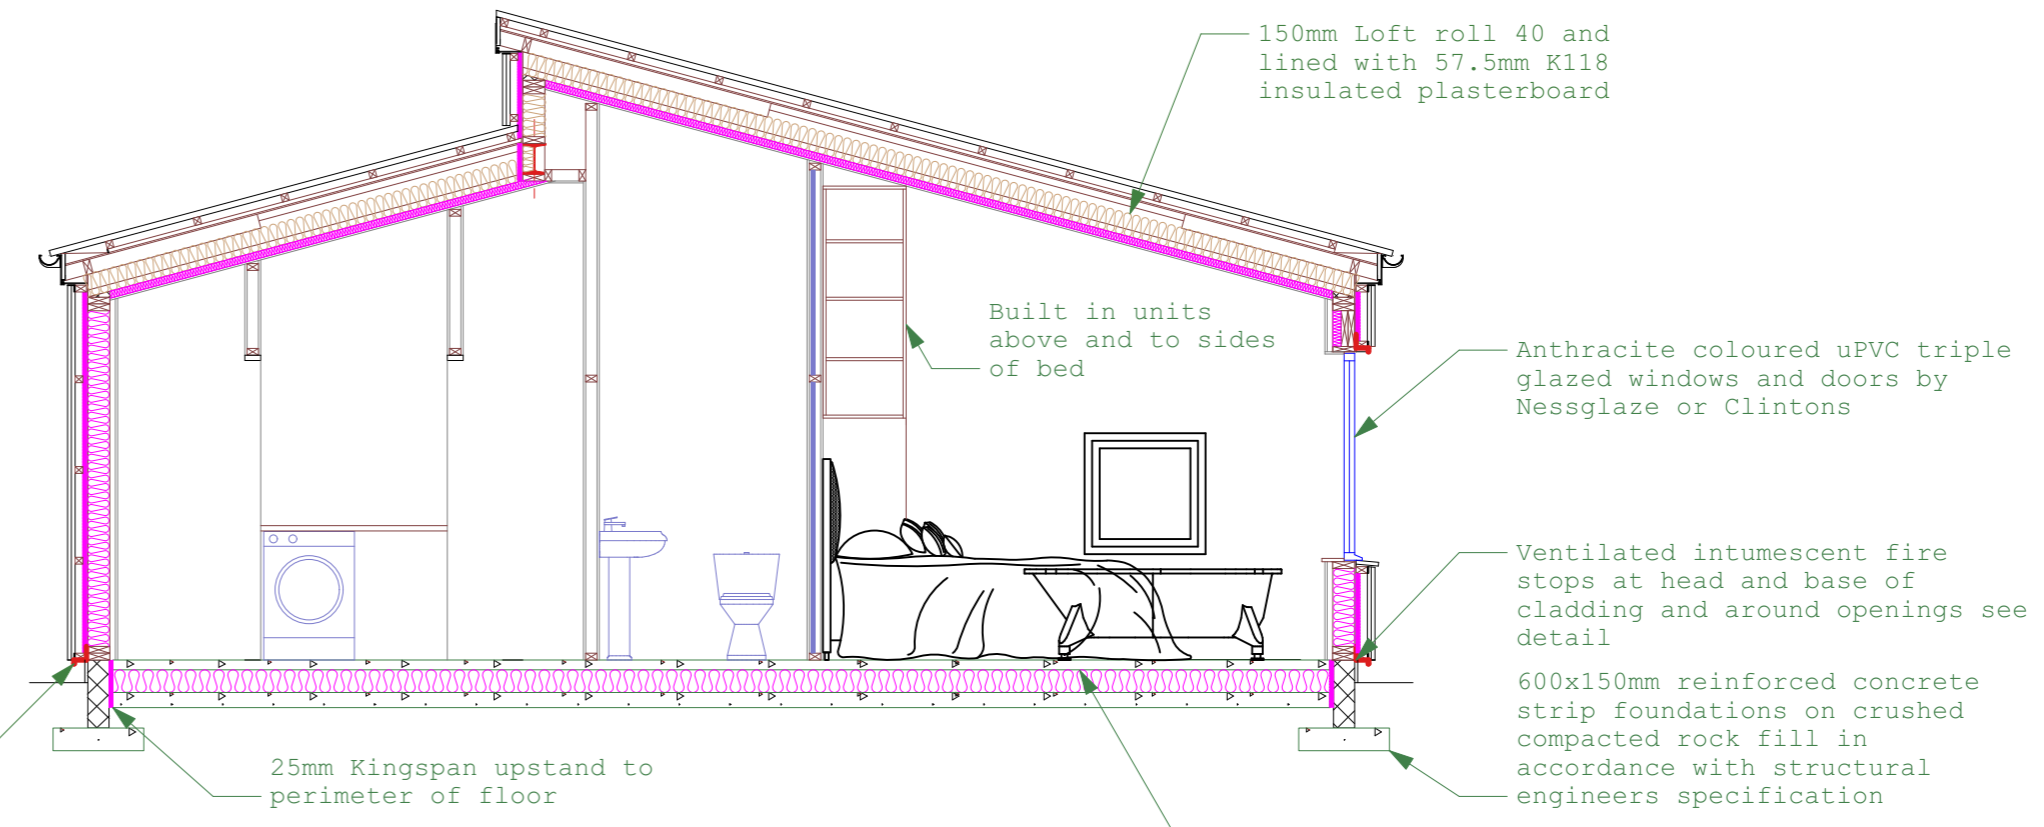 150mm Loft roll 40 and
lined with 57.5mm K118
insulated plasterboard
Built in units
above and to sides
of bed
Anthracite coloured uPVC triple
glazed windows and doors by
Nessglaze or Clintons
Ventilated intumescent fire
stops at head and base of
cladding and around openings see
detail
600x150mm reinforced concrete
strip foundations on crushed
compacted rock fill in
accordance with structural
engineers specification
25mm Kingspan upstand to
perimeter of floor